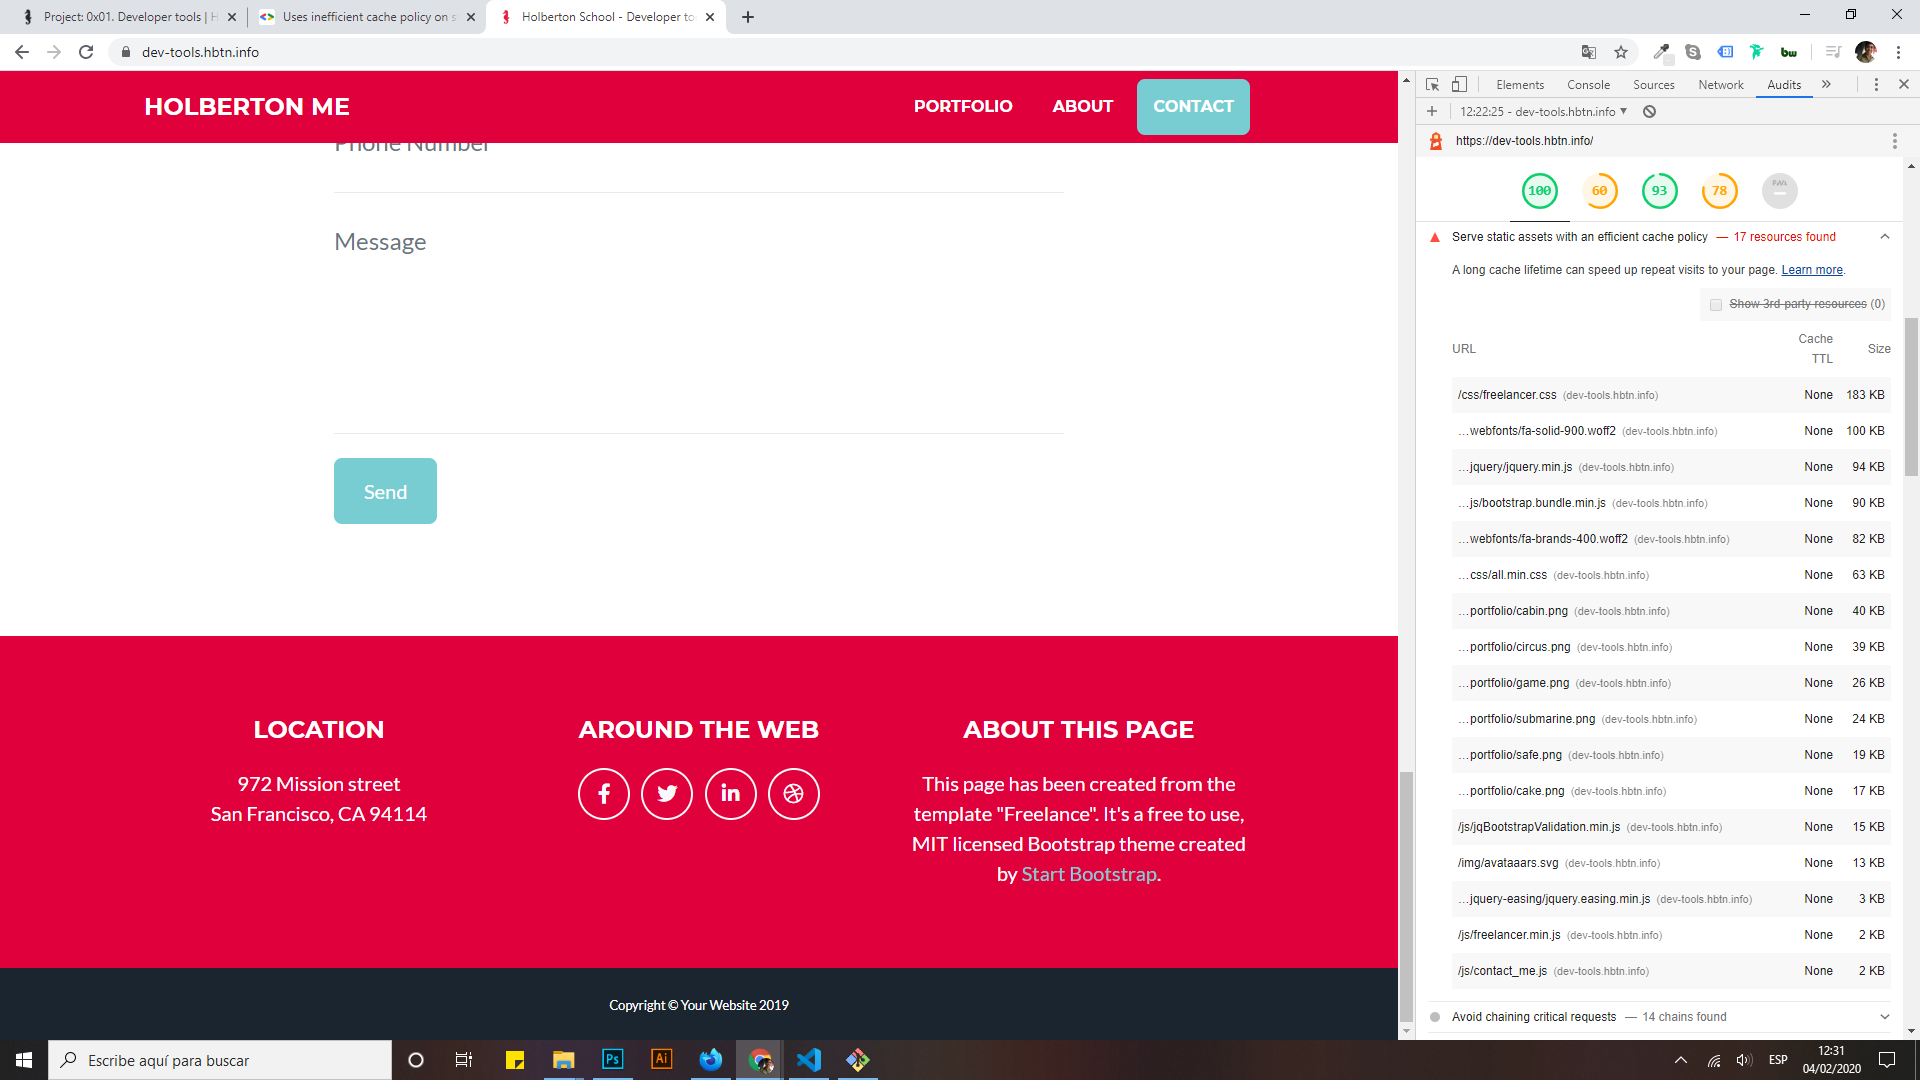 Project: 0x01. Developer tools | H
Uses inefficient cache policy on s
Holberton School - Developer to
dev-tools.hbtn.info
bw
HOLBERTON ME
PORTFOLIO
ABOUT
CONTACT
Phone Number
Message
Send
LOCATION
972 Mission street
San Francisco, CA 94114
AROUND THE WEB
ABOUT THIS PAGE
This page has been created from the
template "Freelance". It's a free to use,
MIT licensed Bootstrap theme created
by Start Bootstrap.
Copyright © Your Website 2019
Elements
Console
Sources
Network
Audits
12:22:25 - dev-tools.hbtn.info
https://dev-tools.hbtn.info/
100
60
93
78
PWA
Serve static assets with an efficient cache policy — 17 resources found
A long cache lifetime can speed up repeat visits to your page. Learn more.
Show 3rd-party resources (0)
URL
Cache TTL
Size
/css/freelancer.css (dev-tools.hbtn.info) None 183 KB
…webfonts/fa-solid-900.woff2 (dev-tools.hbtn.info) None 100 KB
…jquery/jquery.min.js (dev-tools.hbtn.info) None 94 KB
…js/bootstrap.bundle.min.js (dev-tools.hbtn.info) None 90 KB
…webfonts/fa-brands-400.woff2 (dev-tools.hbtn.info) None 82 KB
…css/all.min.css (dev-tools.hbtn.info) None 63 KB
…portfolio/cabin.png (dev-tools.hbtn.info) None 40 KB
…portfolio/circus.png (dev-tools.hbtn.info) None 39 KB
…portfolio/game.png (dev-tools.hbtn.info) None 26 KB
…portfolio/submarine.png (dev-tools.hbtn.info) None 24 KB
…portfolio/safe.png (dev-tools.hbtn.info) None 19 KB
…portfolio/cake.png (dev-tools.hbtn.info) None 17 KB
/js/jqBootstrapValidation.min.js (dev-tools.hbtn.info) None 15 KB
/img/avataaars.svg (dev-tools.hbtn.info) None 13 KB
…jquery-easing/jquery.easing.min.js (dev-tools.hbtn.info) None 3 KB
/js/freelancer.min.js (dev-tools.hbtn.info) None 2 KB
/js/contact_me.js (dev-tools.hbtn.info) None 2 KB
Avoid chaining critical requests — 14 chains found
Escribe aquí para buscar
Ps
Ai
ESP
12:31
04/02/2020